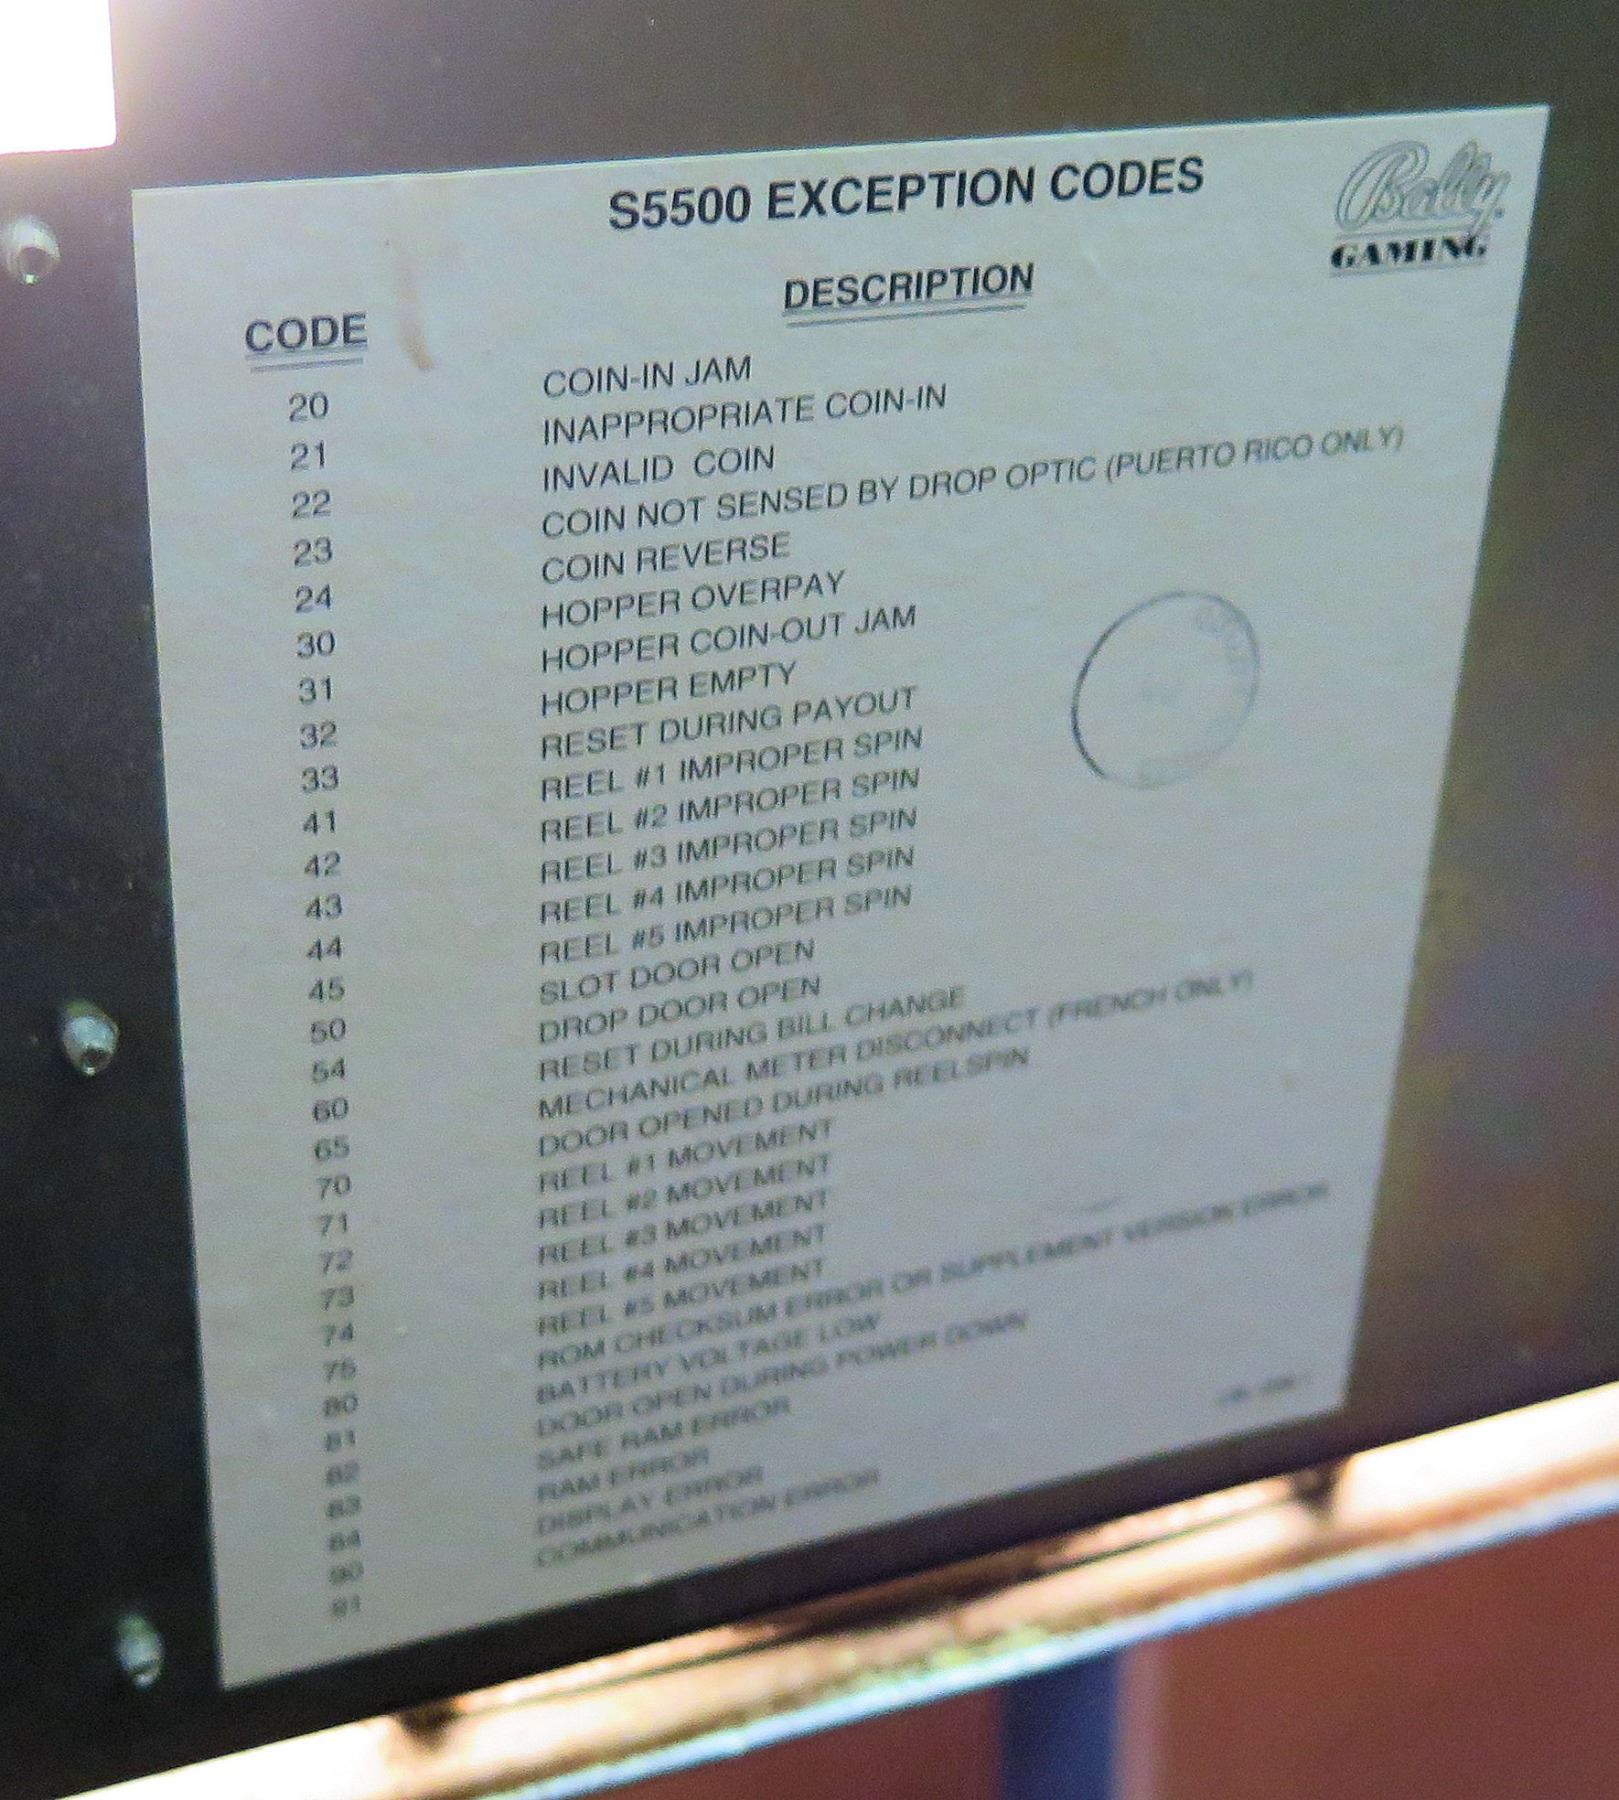 S5500 EXCEPTION CODES
Bally
GAMING
CODE DESCRIPTION
20 COIN-IN JAM
21 INAPPROPRIATE COIN-IN
22 INVALID COIN
23 COIN NOT SENSED BY DROP OPTIC (PUERTO RICO ONLY)
24 COIN REVERSE
30 HOPPER OVERPAY
31 HOPPER COIN-OUT JAM
32 HOPPER EMPTY
33 RESET DURING PAYOUT
41 REEL #1 IMPROPER SPIN
42 REEL #2 IMPROPER SPIN
43 REEL #3 IMPROPER SPIN
44 REEL #4 IMPROPER SPIN
45 REEL #5 IMPROPER SPIN
50 SLOT DOOR OPEN
54 DROP DOOR OPEN
60 RESET DURING BILL CHANGE
65 MECHANICAL METER DISCONNECT (FRENCH ONLY)
70 DOOR OPENED DURING REELSPIN
71 REEL #1 MOVEMENT
72 REEL #2 MOVEMENT
73 REEL #3 MOVEMENT
74 REEL #4 MOVEMENT
75 REEL #5 MOVEMENT
80 ROM CHECKSUM ERROR OR SUPPLEMENT VERSION ERROR
81 BATTERY VOLTAGE LOW
82 DOOR OPEN DURING POWER DOWN
83 SAFE RAM ERROR
84 RAM ERROR
90 DISPLAY ERROR
91 COMMUNICATION ERROR